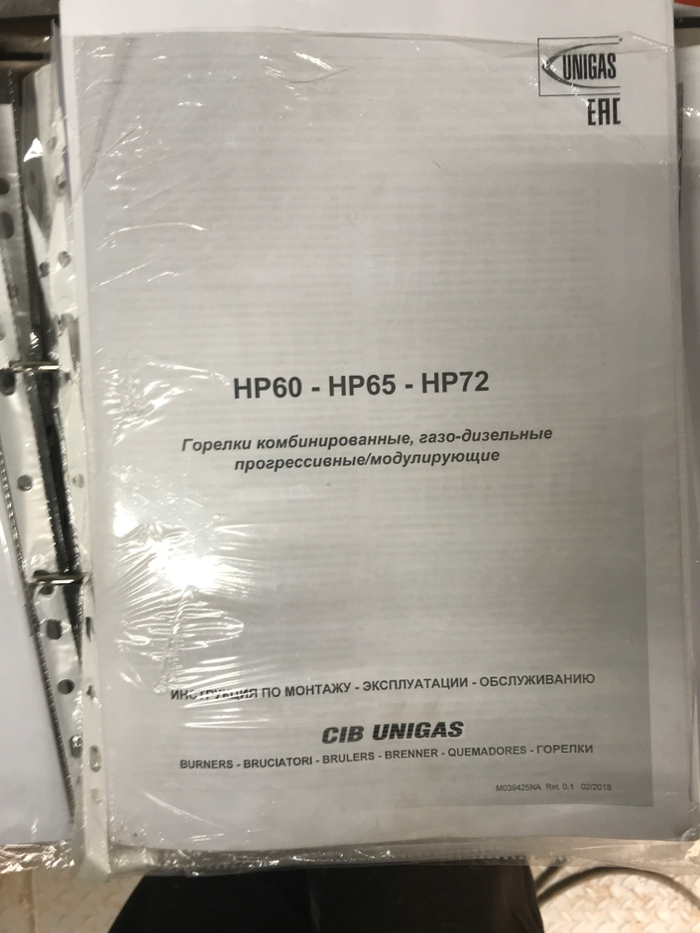 UNIGAS
EAC
HP60 - HP65 - HP72
Горелки комбинированные, газо-дизельные
прогрессивные/модулирующие
ИНСТРУКЦИЯ ПО МОНТАЖУ - ЭКСПЛУАТАЦИИ - ОБСЛУЖИВАНИЮ
CIB UNIGAS
BURNERS - BRUCIATORI - BRULERS - BRENNER - QUEMADORES - ГОРЕЛКИ
M039425NA Rel. 0.1 02/2018